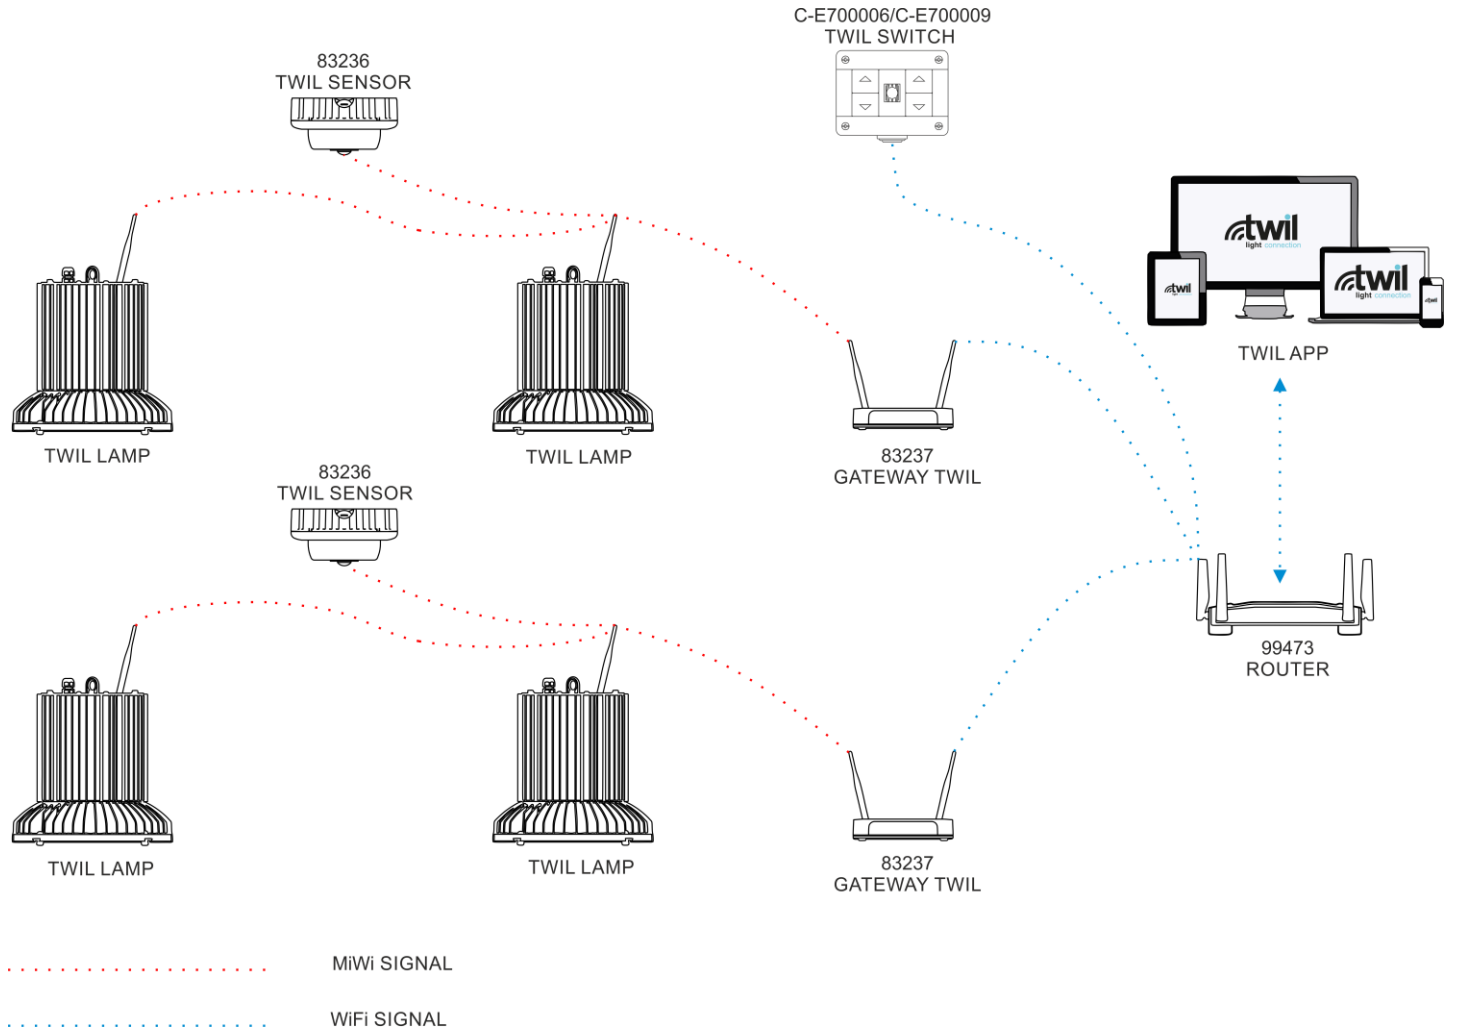 C-E700006/C-E700009
TWIL SWITCH
83236
TWIL SENSOR
twil
light connection
twil
light connection
twil
twil
TWIL APP
TWIL LAMP
TWIL LAMP
83237
GATEWAY TWIL
83236
TWIL SENSOR
99473
ROUTER
TWIL LAMP
TWIL LAMP
83237
GATEWAY TWIL
MiWi SIGNAL
WiFi SIGNAL